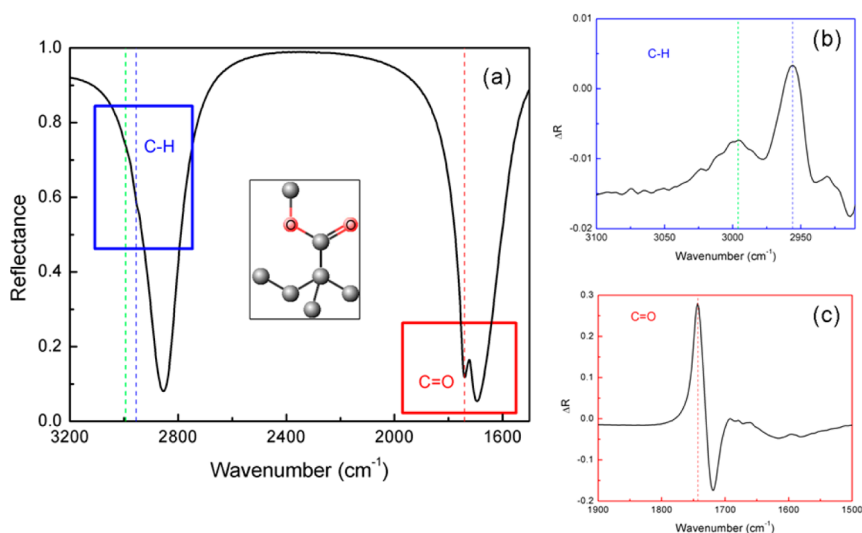 (a)
1.0
0.8
0.6
0.4
0.2
0.0
Reflectance
C-H
O O
C=O
3200 2800 2400 2000 1600
Wavenumber (cm⁻¹)
(b)
C-H
0.01
0.00
-0.01
-0.02
ΔR
3100 3050 3000 2950
Wavenumber (cm⁻¹)
(c)
C=O
0.3
0.2
0.1
0.0
-0.1
-0.2
ΔR
1900 1800 1700 1600 1500
Wavenumber (cm⁻¹)